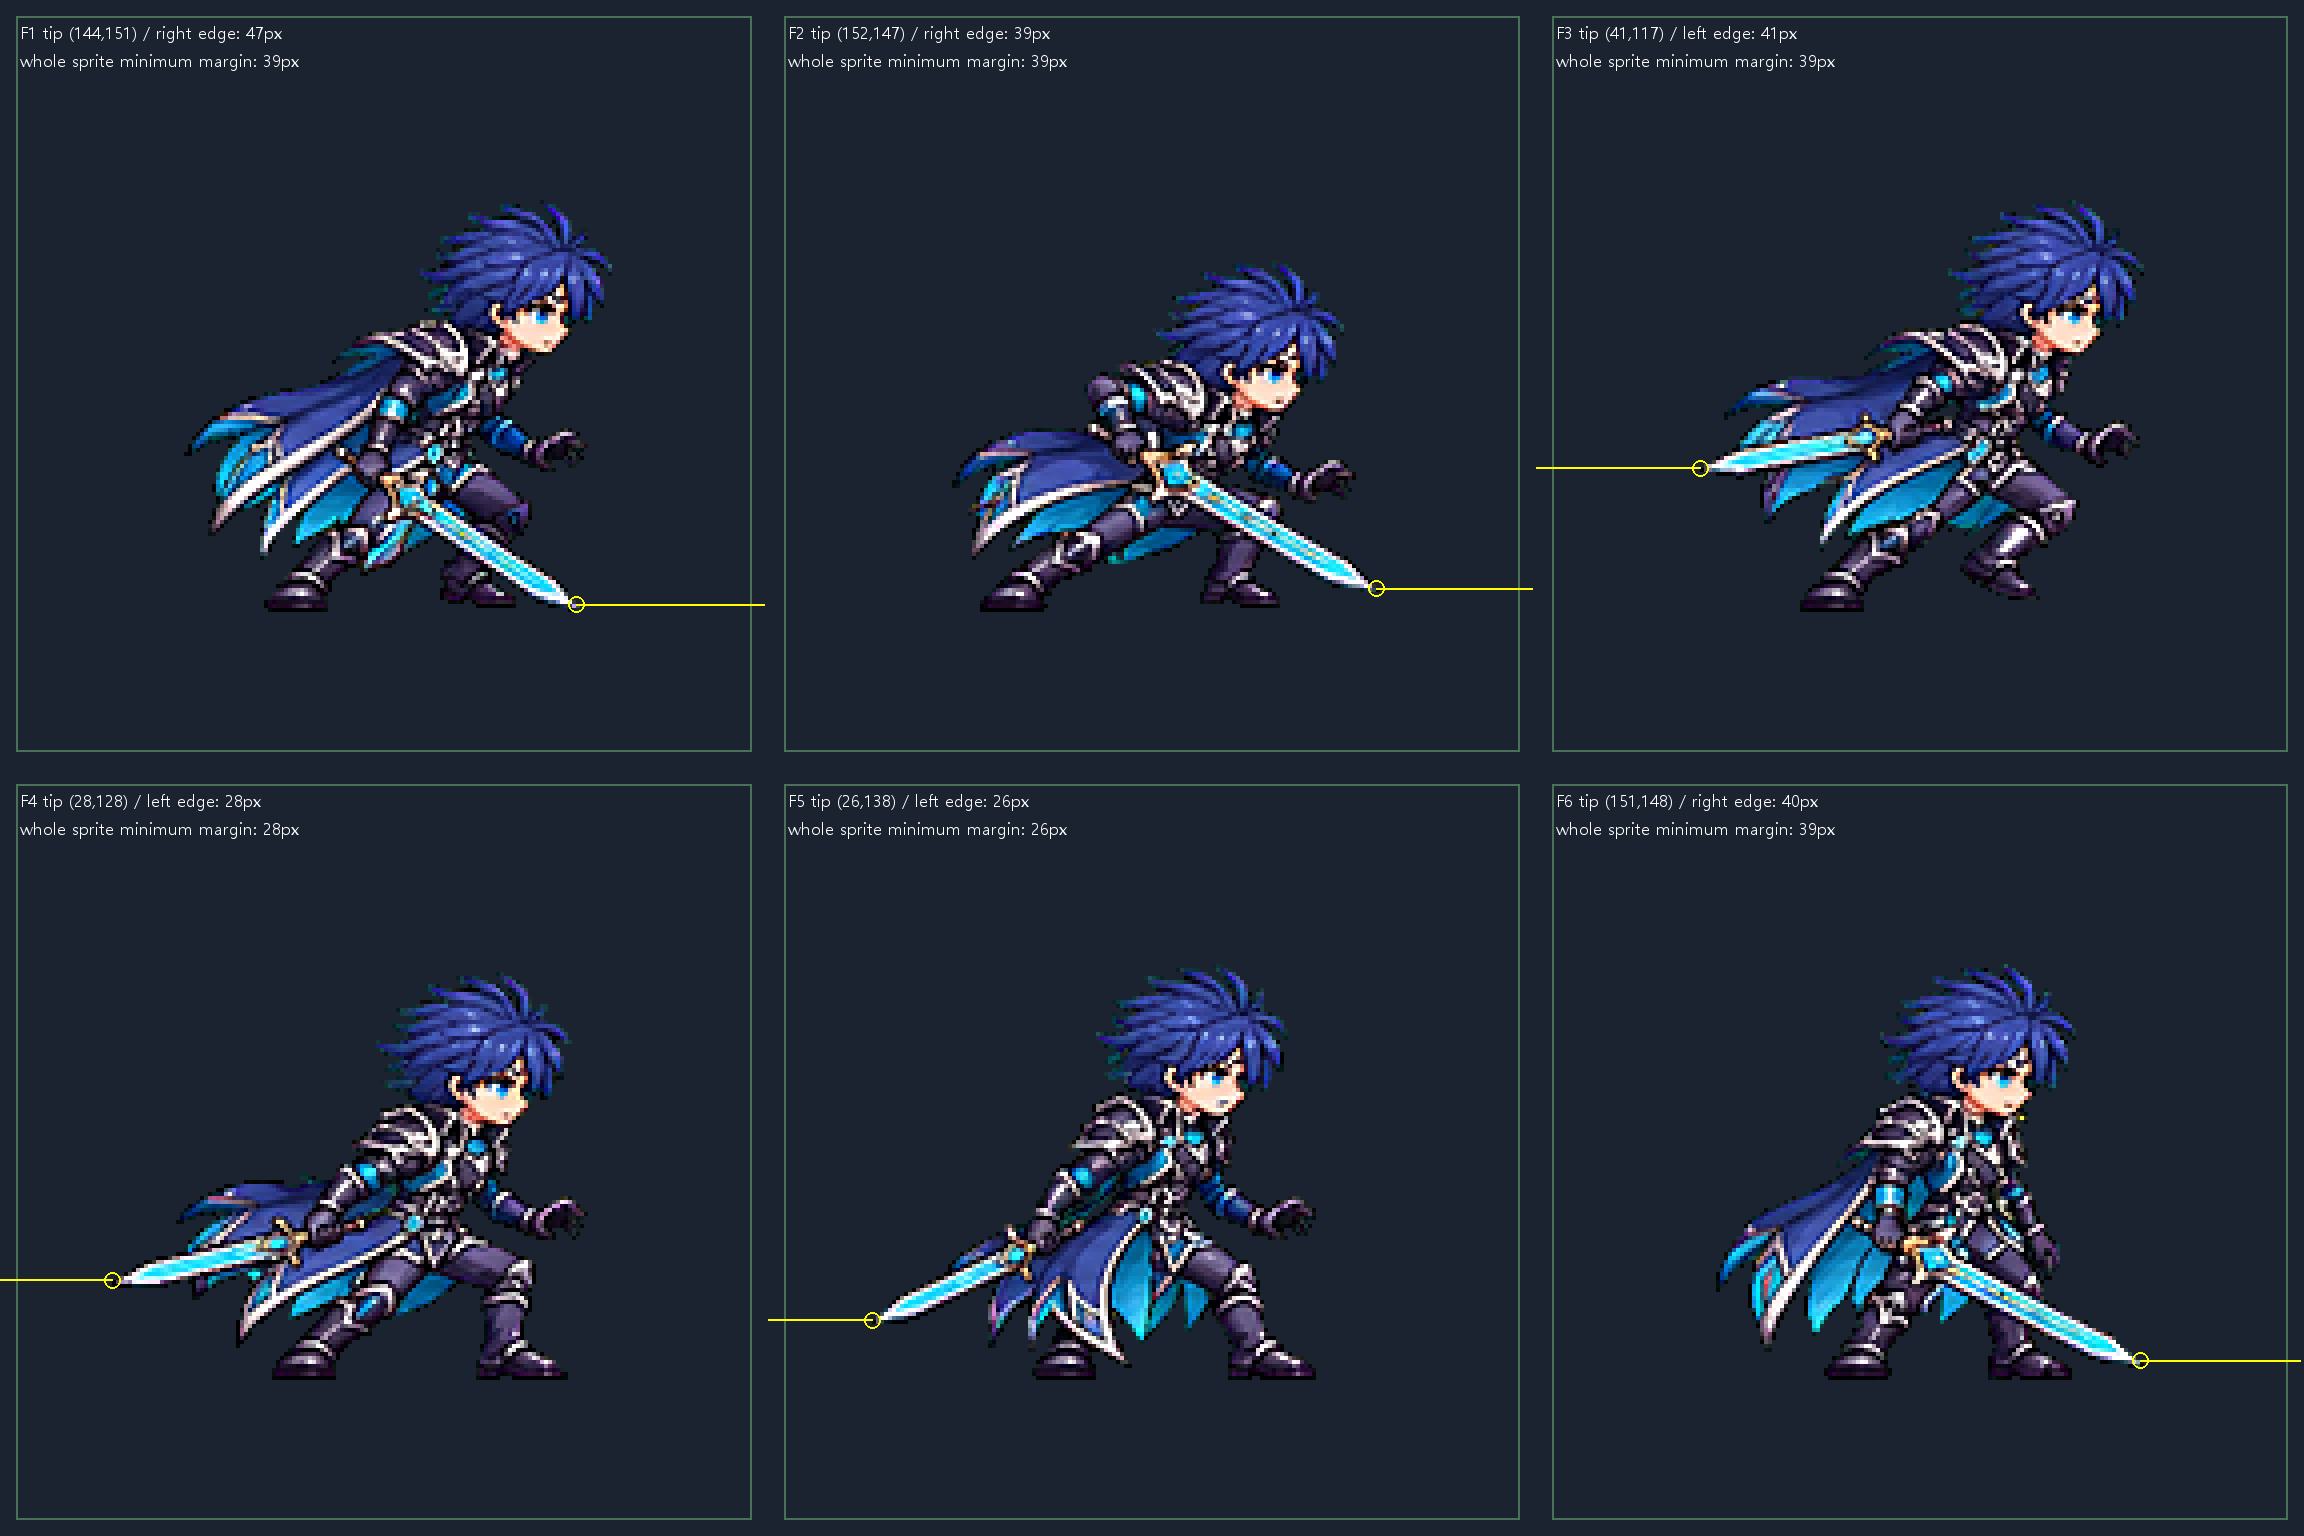 F1 tip (144,151) / right edge: 47px
whole sprite minimum margin: 39px
F2 tip (152,147) / right edge: 39px
whole sprite minimum margin: 39px
F3 tip (41,117) / left edge: 41px
whole sprite minimum margin: 39px
F4 tip (28,128) / left edge: 28px
whole sprite minimum margin: 28px
F5 tip (26,138) / left edge: 26px
whole sprite minimum margin: 26px
F6 tip (151,148) / right edge: 40px
whole sprite minimum margin: 39px